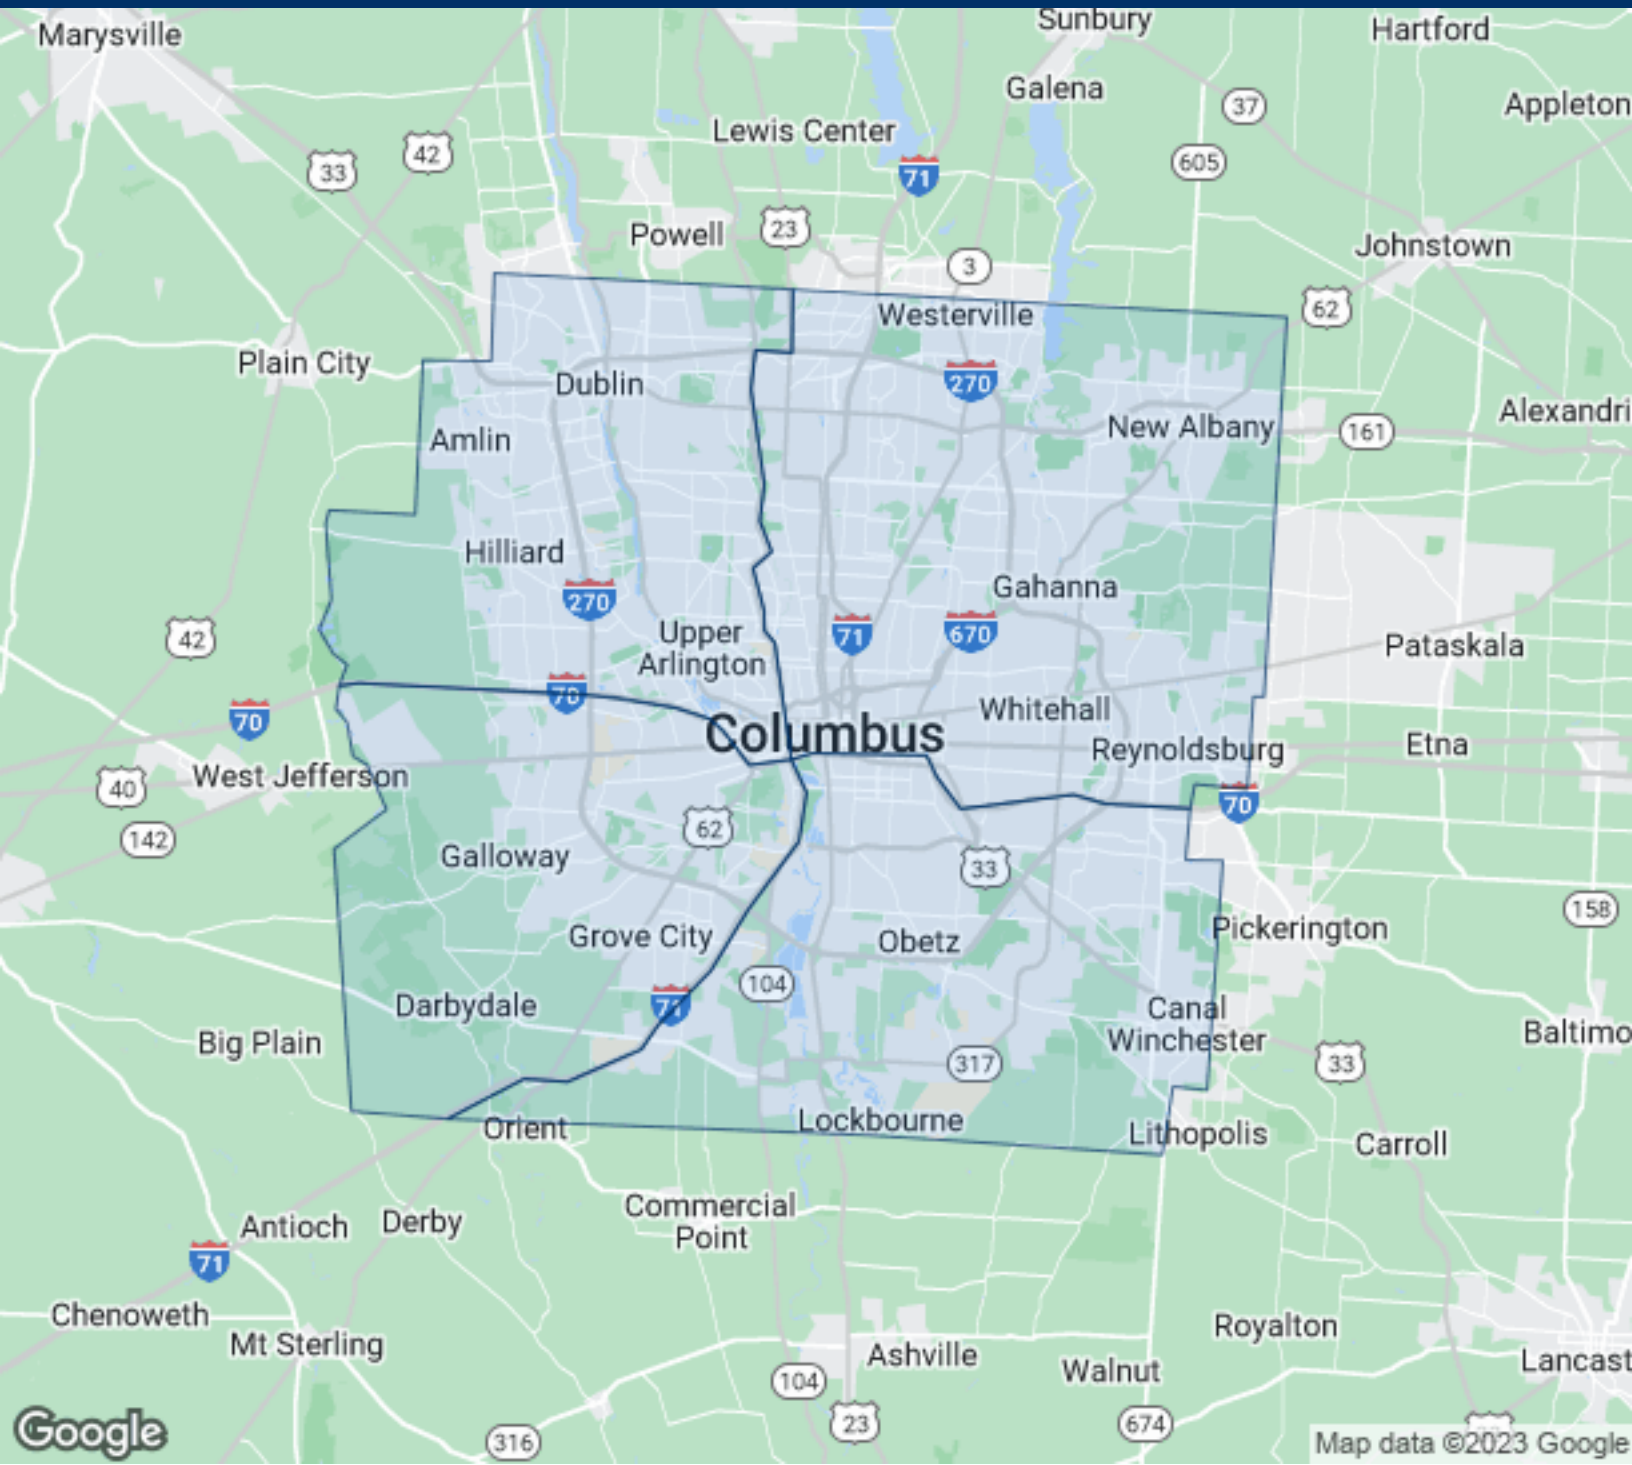 Sunbury
Marysville
Hartford
Galena
37
Appleton
Lewis Center
42
605
33
71
Powell
23
Johnstown
3
62
Westerville
Plain City
Dublin
270
Alexandri
New Albany
161
Amlin
Hilliard
Gahanna
270
42
Upper
Arlington
71
670
Pataskala
70
70
Columbus
Whitehall
Reynoldsburg
Etna
West Jefferson
40
70
62
142
Galloway
33
158
Pickerington
Grove City
Obetz
104
Darbydale
71
Canal
Winchester
Baltimo
Big Plain
317
33
Orient
Lockbourne
Lithopolis
Carroll
Commercial
Point
Antioch
Derby
71
Chenoweth
Mt Sterling
Royalton
Ashville
Walnut
Lancast
104
23
674
316
Google
Map data ©2023 Google